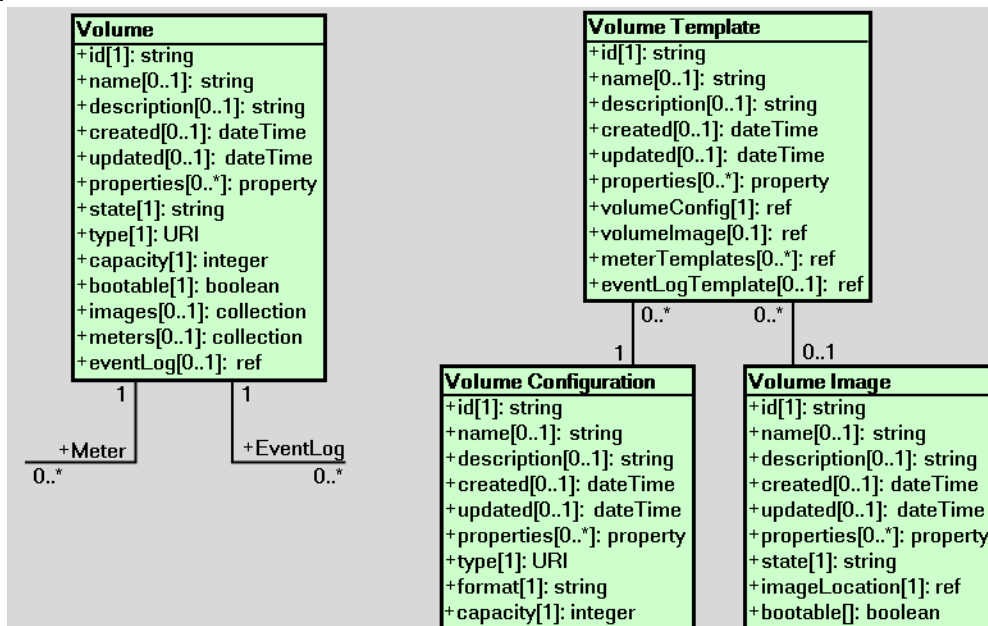 Volume
+id[1]: string
+name[0..1]: string
+description[0..1]: string
+created[0..1]: dateTime
+updated[0..1]: dateTime
+properties[0..*]: property
+state[1]: string
+type[1]: URI
+capacity[1]: integer
+bootable[1]: boolean
+images[0..1]: collection
+meters[0..1]: collection
+eventLog[0..1]: ref
1
1
+Meter
+EventLog
0..*
0..*
Volume Template
+id[1]: string
+name[0..1]: string
+description[0..1]: string
+created[0..1]: dateTime
+updated[0..1]: dateTime
+properties[0..*]: property
+volumeConfig[1]: ref
+volumeImage[0.1]: ref
+meterTemplates[0..*]: ref
+eventLogTemplate[0..1]: ref
0..*
0..*
1
0..1
Volume Configuration
+id[1]: string
+name[0..1]: string
+description[0..1]: string
+created[0..1]: dateTime
+updated[0..1]: dateTime
+properties[0..*]: property
+type[1]: URI
+format[1]: string
+capacity[1]: integer
Volume Image
+id[1]: string
+name[0..1]: string
+description[0..1]: string
+created[0..1]: dateTime
+updated[0..1]: dateTime
+properties[0..*]: property
+state[1]: string
+imageLocation[1]: ref
+bootable[]: boolean